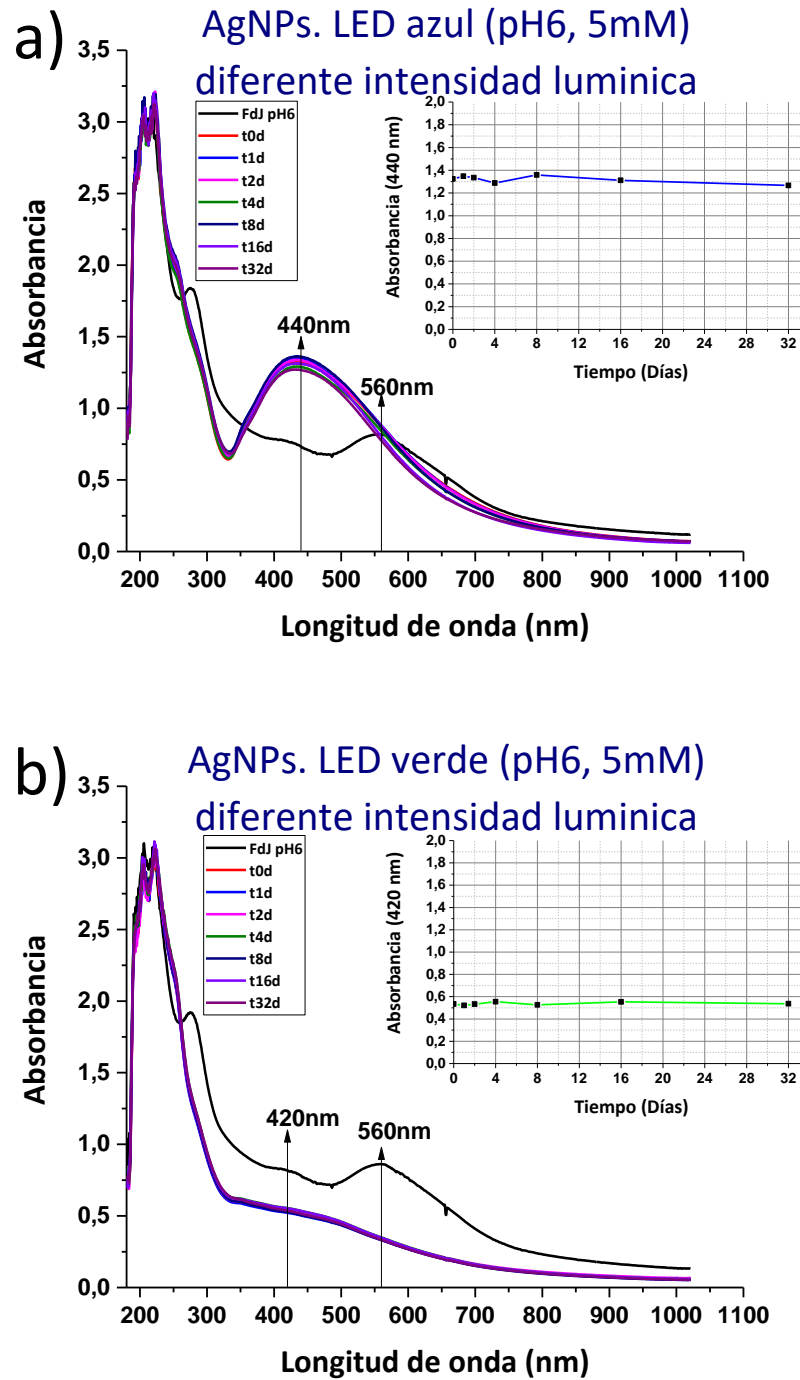 a)
AgNPs. LED azul (pH6, 5mM)
diferente intensidad luminica
3,5
3,0
2,5
2,0
1,5
1,0
0,5
0,0
Absorbancia
FdJ pH6
t0d
t1d
t2d
t4d
t8d
t16d
t32d
440nm
560nm
2,0
1,8
1,6
1,4
1,2
1,0
0,8
0,6
0,4
0,2
0,0
Absorbancia (440 nm)
0 4 8 12 16 20 24 28 32
Tiempo (Días)
200 300 400 500 600 700 800 900 1000 1100
Longitud de onda (nm)
b)
AgNPs. LED verde (pH6, 5mM)
diferente intensidad luminica
3,5
3,0
2,5
2,0
1,5
1,0
0,5
0,0
Absorbancia
FdJ pH6
t0d
t1d
t2d
t4d
t8d
t16d
t32d
420nm
560nm
2,0
1,8
1,6
1,4
1,2
1,0
0,8
0,6
0,4
0,2
0,0
Absorbancia (420 nm)
0 4 8 12 16 20 24 28 32
Tiempo (Días)
200 300 400 500 600 700 800 900 1000 1100
Longitud de onda (nm)